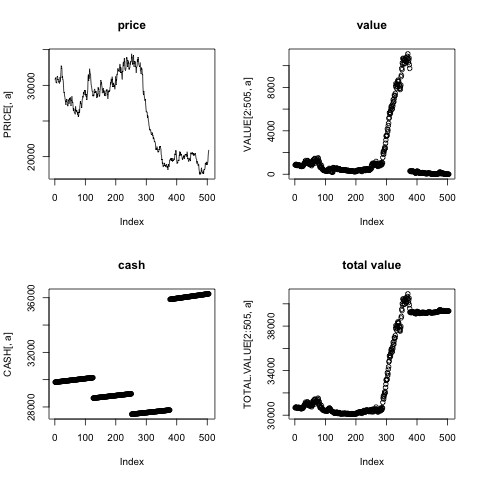 price
PRICE[, a]
20000 30000
0 100 200 300 400 500
Index
value
VALUE[2:505, a]
0 4000 8000
0 100 200 300 400 500
Index
cash
CASH[, a]
28000 32000 36000
0 100 200 300 400 500
Index
total value
TOTAL.VALUE[2:505, a]
30000 34000 38000
0 100 200 300 400 500
Index